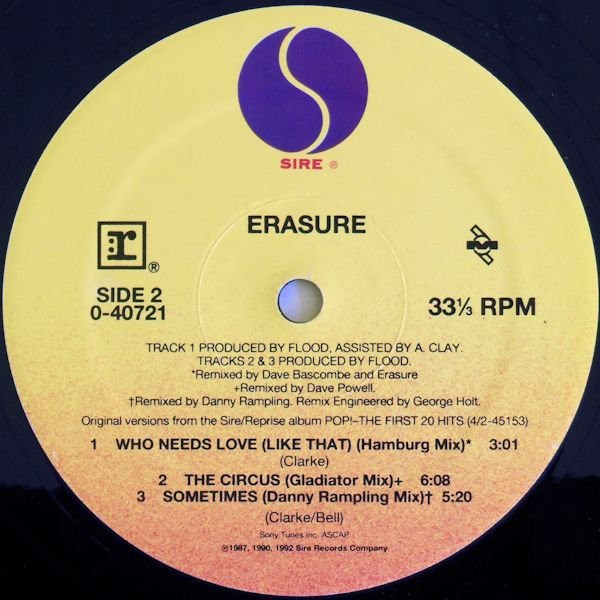 SIRE ®
ERASURE
r ®
SIDE 2
0-40721
33⅓ RPM
TRACK 1 PRODUCED BY FLOOD, ASSISTED BY A. CLAY.
TRACKS 2 & 3 PRODUCED BY FLOOD.
*Remixed by Dave Bascombe and Erasure
+Remixed by Dave Powell.
†Remixed by Danny Rampling. Remix Engineered by George Holt.
Original versions from the Sire/Reprise album POP!–THE FIRST 20 HITS (4/2-45153)
1 WHO NEEDS LOVE (LIKE THAT) (Hamburg Mix)* 3:01
(Clarke)
2 THE CIRCUS (Gladiator Mix)+ 6:08
3 SOMETIMES (Danny Rampling Mix)† 5:20
(Clarke/Bell)
Sony Tunes Inc. ASCAP
℗1987, 1990, 1992 Sire Records Company